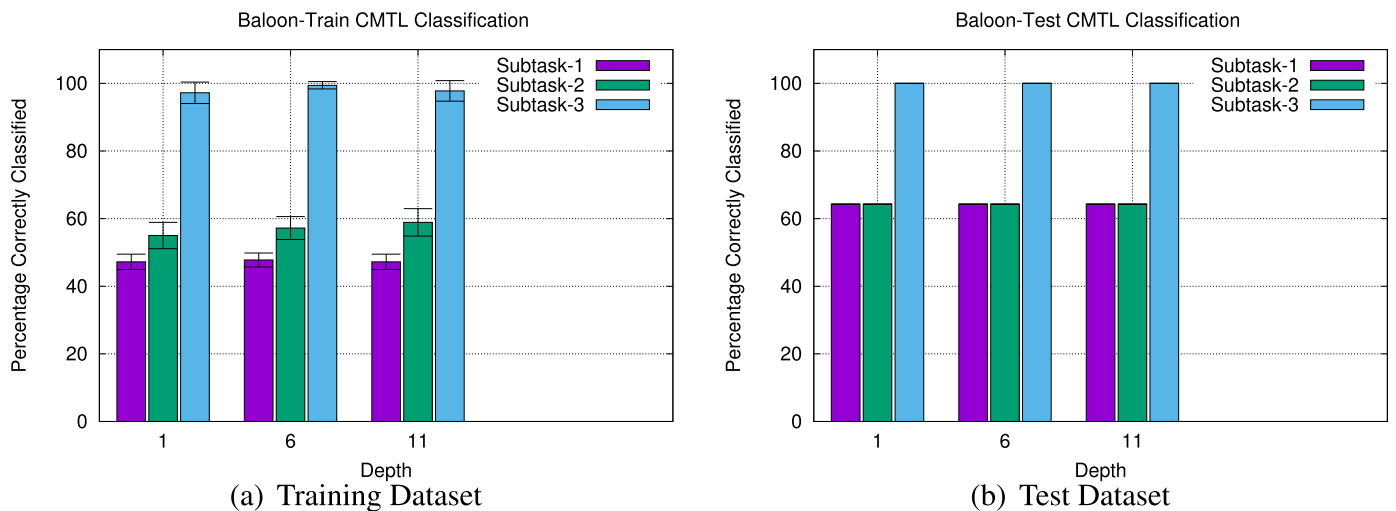 Baloon-Train CMTL Classification
Percentage Correctly Classified
100
80
60
40
20
0
Subtask-1
Subtask-2
Subtask-3
1 6 11
Depth
(a) Training Dataset
Baloon-Test CMTL Classification
Percentage Correctly Classified
100
80
60
40
20
0
Subtask-1
Subtask-2
Subtask-3
1 6 11
Depth
(b) Test Dataset